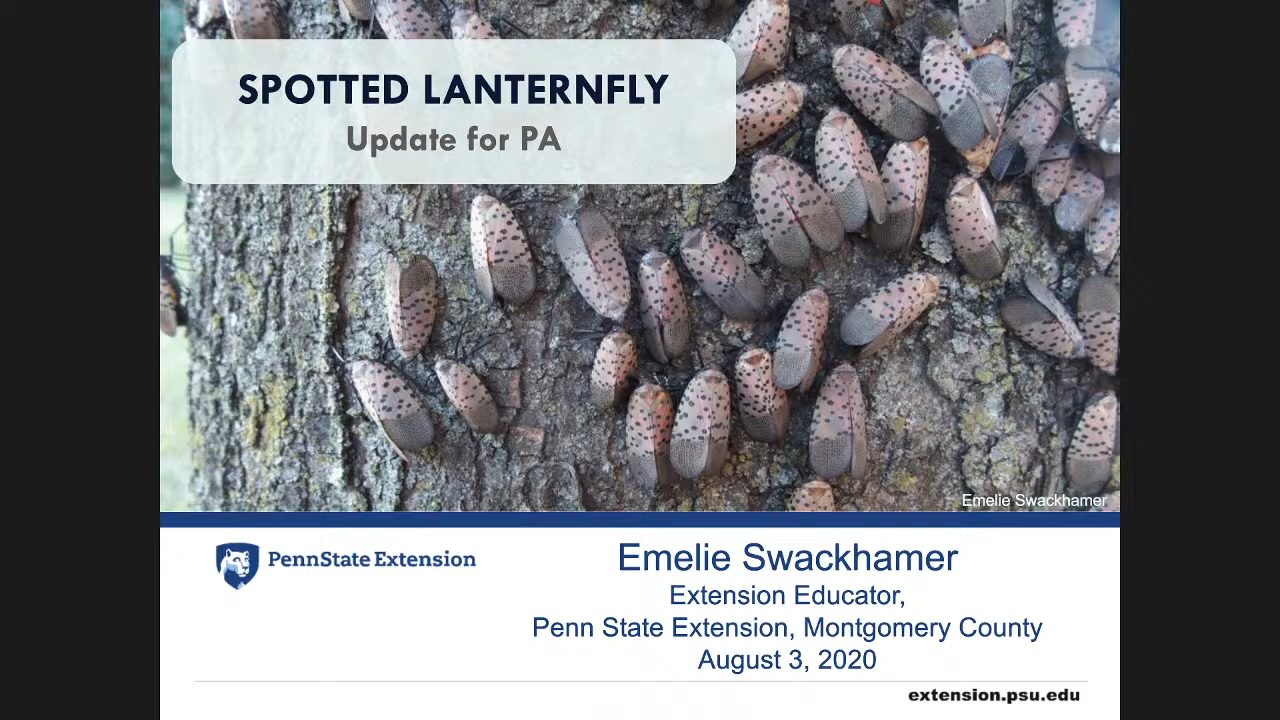 SPOTTED LANTERNFLY
Update for PA
Emelie Swackhamer
PennState Extension
Emelie Swackhamer
Extension Educator,
Penn State Extension, Montgomery County
August 3, 2020
extension.psu.edu